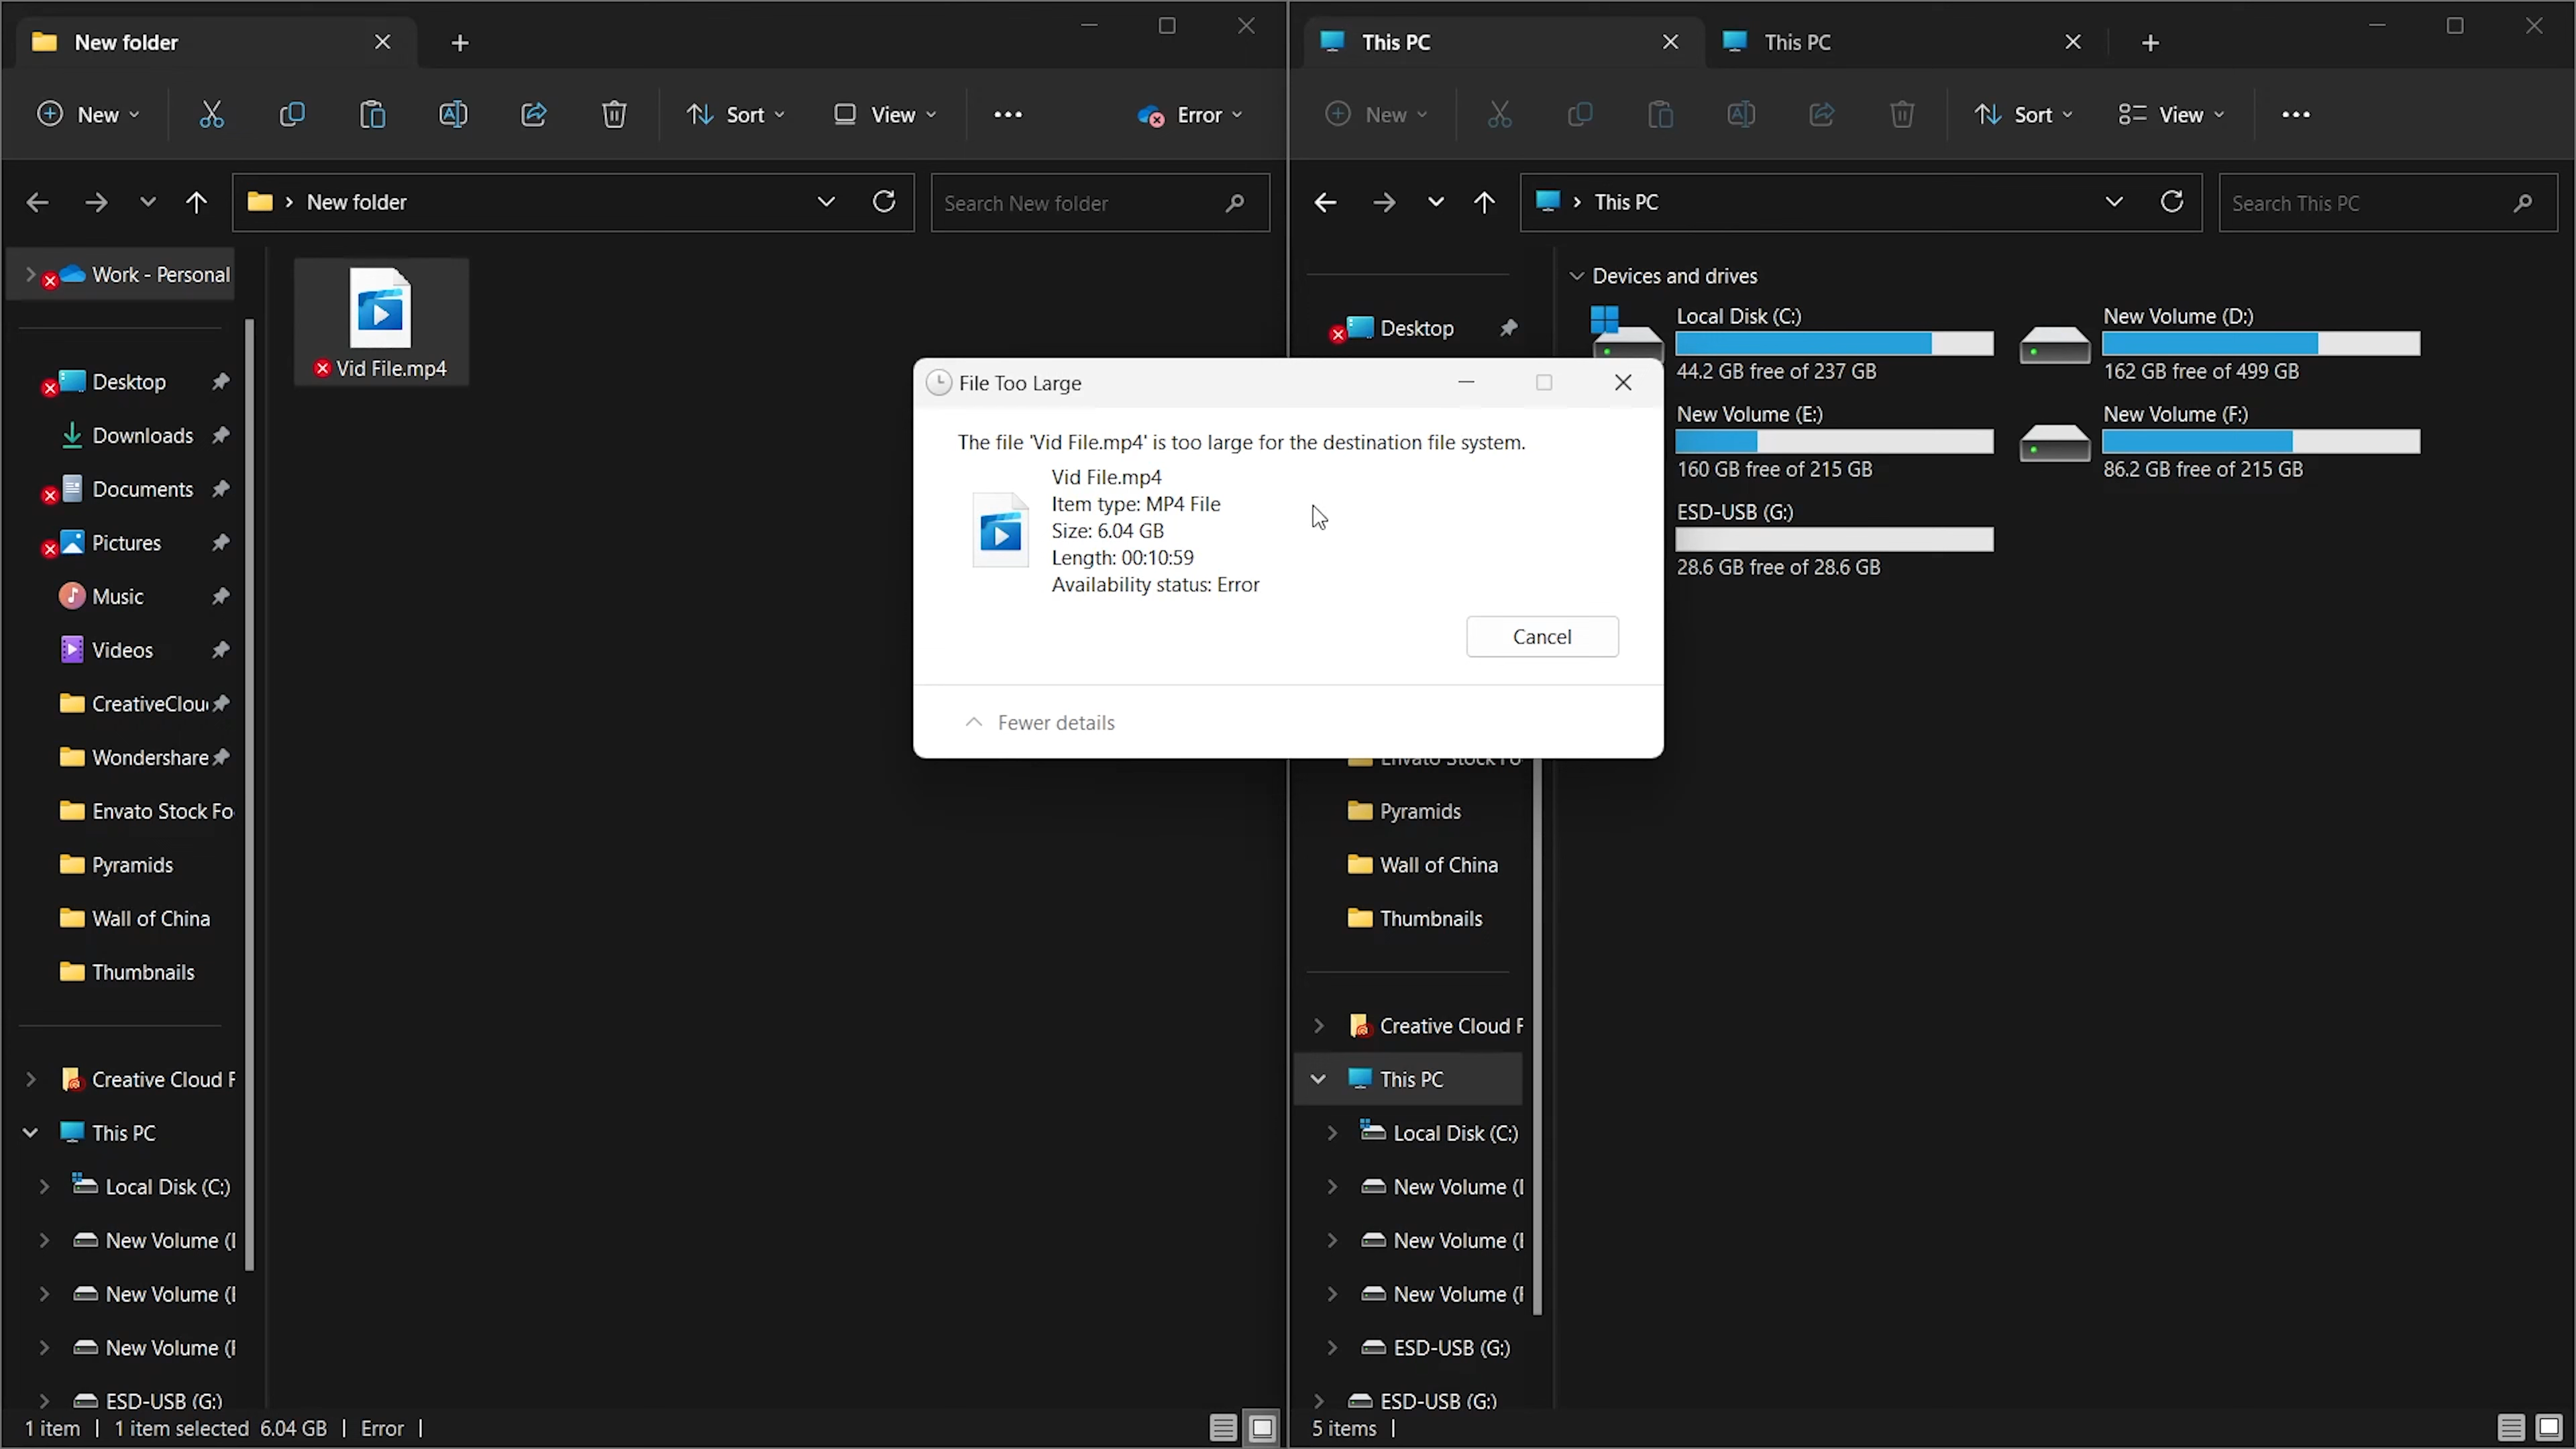 New folder
New
Sort
View
Error
New folder
Search New folder
Work - Personal
Desktop
Downloads
Documents
Pictures
Music
Videos
CreativeClou
Wondershare
Envato Stock Fo
Pyramids
Wall of China
Thumbnails
Creative Cloud F
This PC
Local Disk (C:)
New Volume (
New Volume (
New Volume (
ESD-USB (G:)
Vid File.mp4
1 item | 1 item selected 6.04 GB | Error |
This PC
This PC
New
Sort
View
This PC
Search This PC
Desktop
Pyramids
Wall of China
Thumbnails
Creative Cloud F
This PC
Local Disk (C:)
New Volume (
New Volume (
New Volume (
ESD-USB (G:)
ESD-USB (G:)
Devices and drives
Local Disk (C:)
44.2 GB free of 237 GB
New Volume (D:)
162 GB free of 499 GB
New Volume (E:)
160 GB free of 215 GB
New Volume (F:)
86.2 GB free of 215 GB
ESD-USB (G:)
28.6 GB free of 28.6 GB
5 items |
File Too Large
The file 'Vid File.mp4' is too large for the destination file system.
Vid File.mp4
Item type: MP4 File
Size: 6.04 GB
Length: 00:10:59
Availability status: Error
Cancel
Fewer details